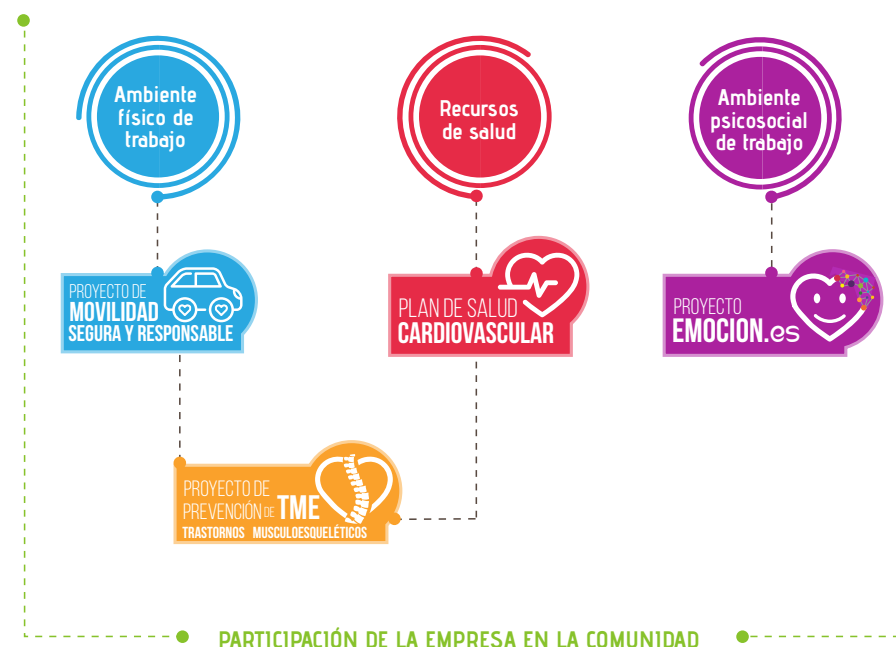 Ambiente
físico de
trabajo
Recursos
de salud
Ambiente
psicosocial
de trabajo
PROYECTO DE
MOVILIDAD
SEGURA Y RESPONSABLE
PLAN DE SALUD
CARDIOVASCULAR
PROYECTO
EMOCION.es
PROYECTO DE
PREVENCIÓN DE TME
TRASTORNOS MUSCULOESQUELÉTICOS
PARTICIPACIÓN DE LA EMPRESA EN LA COMUNIDAD